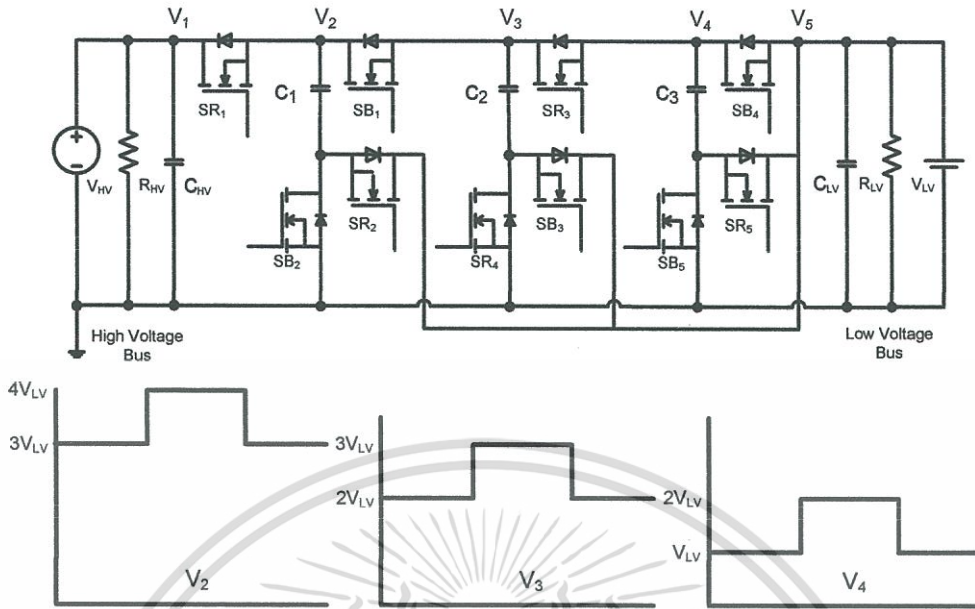 V1 V2 V3 V4 V5
C1 C2 C3
SR1 SB1 SR3 SB4
+
−
VHV RHV CHV SR2 SB3 SR5 CLV RLV VLV
SB2 SR4 SB5
High Voltage
Bus
Low Voltage
Bus
4VLV
3VLV
V2
3VLV
2VLV
V3
2VLV
VLV
V4